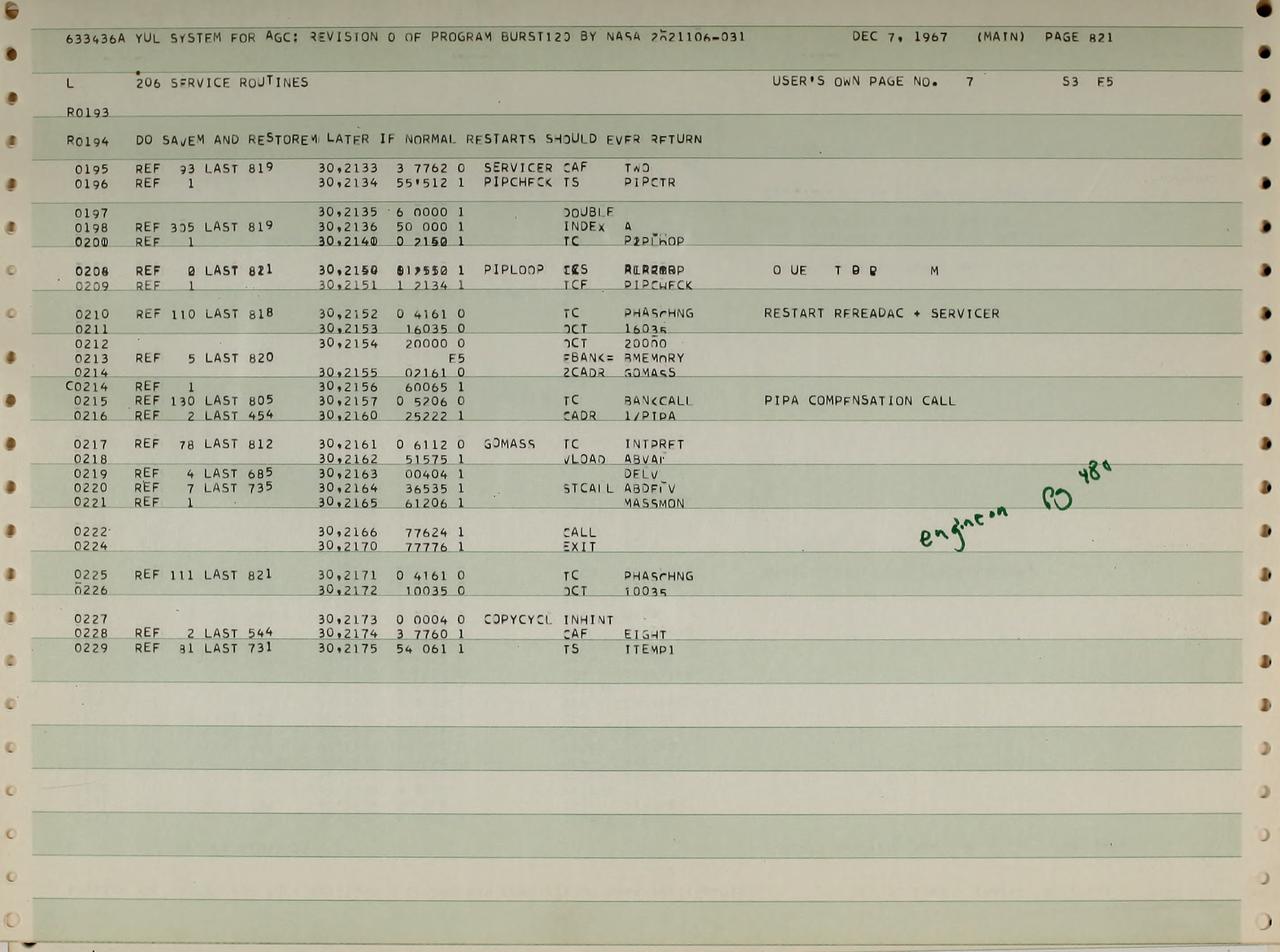 633436A YUL SYSTEM FOR AGC: REVISION 0 OF PROGRAM BURST120 BY NASA 2021106-031 DEC 7, 1967 (MAIN) PAGE 821
L 206 SERVICE ROUTINES USER'S OWN PAGE NO. 7 S3 E5
R0193
R0194 DO SAVEM AND RESTOREM LATER IF NORMAL RESTARTS SHOULD EVER RETURN
0195 REF 93 LAST 819 30,2133 3 7762 0 SERVICER CAF TWO
0196 REF 1 30,2134 55'512 1 PIPCHECK TS PIPCTR
0197 30,2135 6 0000 1 DOUBLE
0198 REF 305 LAST 819 30,2136 50 000 1 INDEX A
0200 REF 1 30,2140 0 2150 1 TC
0208 REF LAST 821 30,2150 PIPLOOP
0209 REF 1 30,2151 1 2134 1 TCF PIPCHECK
0210 REF 110 LAST 818 30,2152 0 4161 0 TC PHASCHNG RESTART REREADAC + SERVICER
0211 30,2153 16035 0 OCT 16035
0212 30,2154 20000 0 OCT 20000
0213 REF 5 LAST 820 E5 EBANK= BMEMORY
0214 30,2155 02161 0 2CADR GOMASS
C0214 REF 1 30,2156 60065 1
0215 REF 130 LAST 805 30,2157 0 5206 0 TC BANKCALL PIPA COMPENSATION CALL
0216 REF 2 LAST 454 30,2160 25222 1 CADR 1/PIPA
0217 REF 78 LAST 812 30,2161 0 6112 0 GOMASS TC INTPRET
0218 30,2162 51575 1 VLOAD ABVAL
0219 REF 4 LAST 685 30,2163 00404 1 DELV
0220 REF 7 LAST 735 30,2164 36535 1 STCALL ABDELV
0221 REF 1 30,2165 61206 1 MASSMON
engine on PG 480
0222 30,2166 77624 1 CALL
0224 30,2170 77776 1 EXIT
0225 REF 111 LAST 821 30,2171 0 4161 0 TC PHASCHNG
0226 30,2172 10035 0 OCT 10035
0227 30,2173 0 0004 0 COPYCYCL INHINT
0228 REF 2 LAST 544 30,2174 3 7760 1 CAF EIGHT
0229 REF 81 LAST 731 30,2175 54 061 1 TS ITEMP1